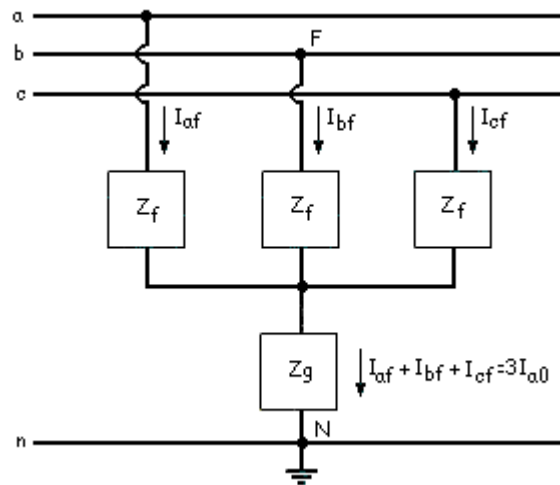 a
b
F
c
I_af
I_bf
I_cf
Z_f
Z_f
Z_f
Z_g
I_af + I_bf + I_cf = 3I_a0
n
N